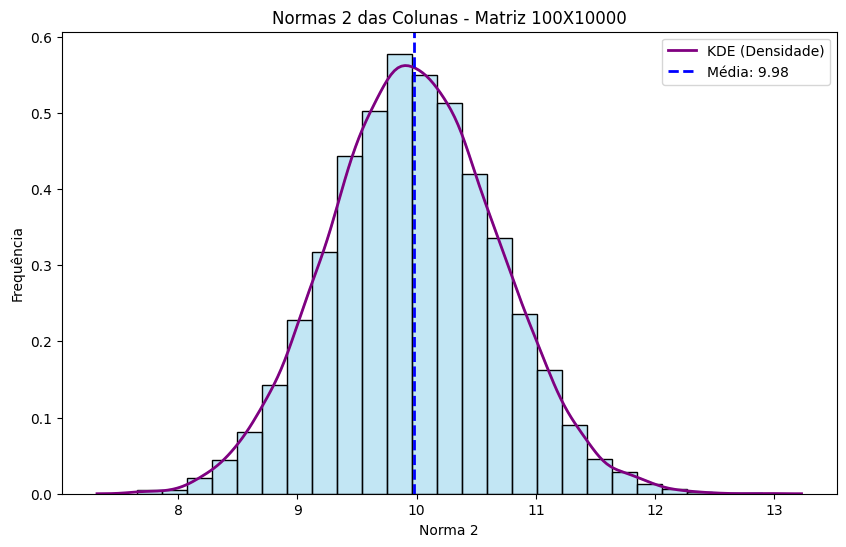 Normas 2 das Colunas - Matriz 100X10000
KDE (Densidade)
Média: 9.98
Frequência
0.6
0.5
0.4
0.3
0.2
0.1
0.0
8 9 10 11 12 13
Norma 2